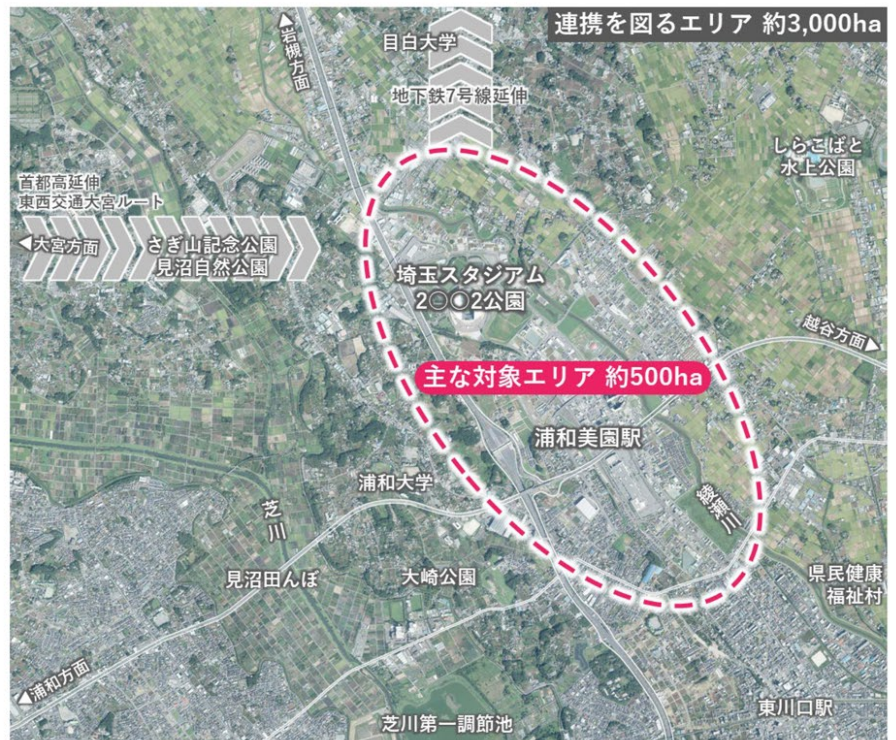 連携を図るエリア 約3,000ha
岩槻方面
目白大学
地下鉄7号線延伸
しらこばと
水上公園
首都高延伸
東西交通大宮ルート
◀大宮方面
さぎ山記念公園
見沼自然公園
埼玉スタジアム
2○○2公園
越谷方面▶
主な対象エリア 約500ha
浦和美園駅
浦和大学
綾瀬川
芝川
見沼田んぼ
大崎公園
県民健康
福祉村
◀浦和方面
東川口駅
芝川第一調節池